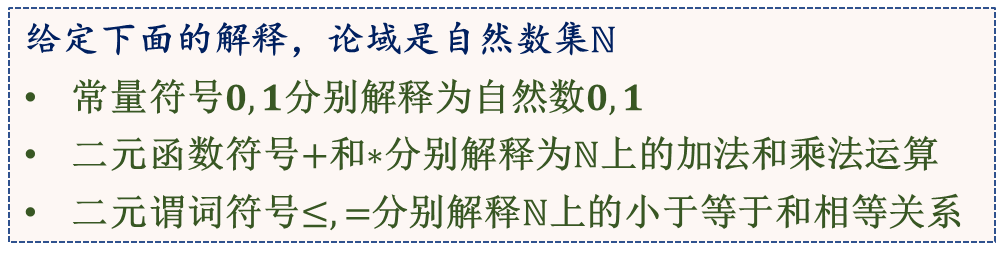 给定下面的解释，论域是自然数集ℕ
• 常量符号0,1分别解释为自然数0,1
• 二元函数符号+和*分别解释为ℕ上的加法和乘法运算
• 二元谓词符号≤,=分别解释ℕ上的小于等于和相等关系